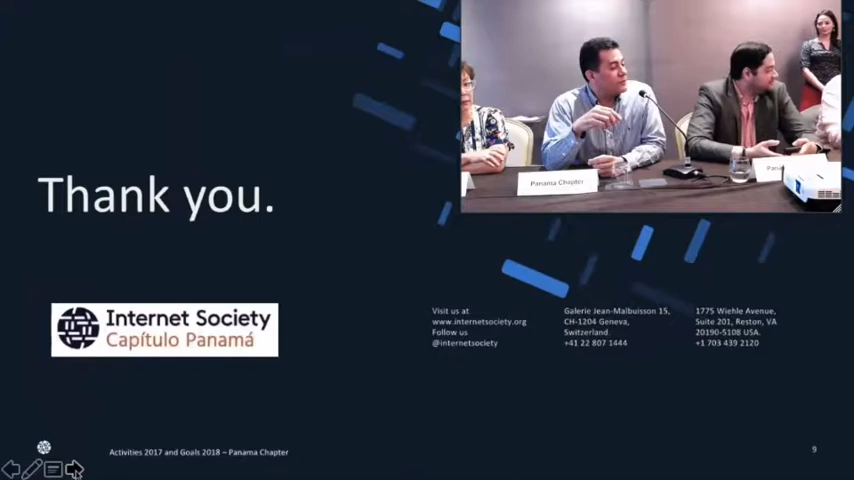 Panama Chapter
Thank you.
Internet Society
Capítulo Panamá
Visit us at
www.internetsociety.org
Follow us
@internetsociety
Galerie Jean-Malbuisson 15,
CH-1204 Geneva,
Switzerland.
+41 22 807 1444
1775 Wiehle Avenue,
Suite 201, Reston, VA
20190-5108 USA.
+1 703 439 2120
Activities 2017 and Goals 2018 – Panama Chapter
9